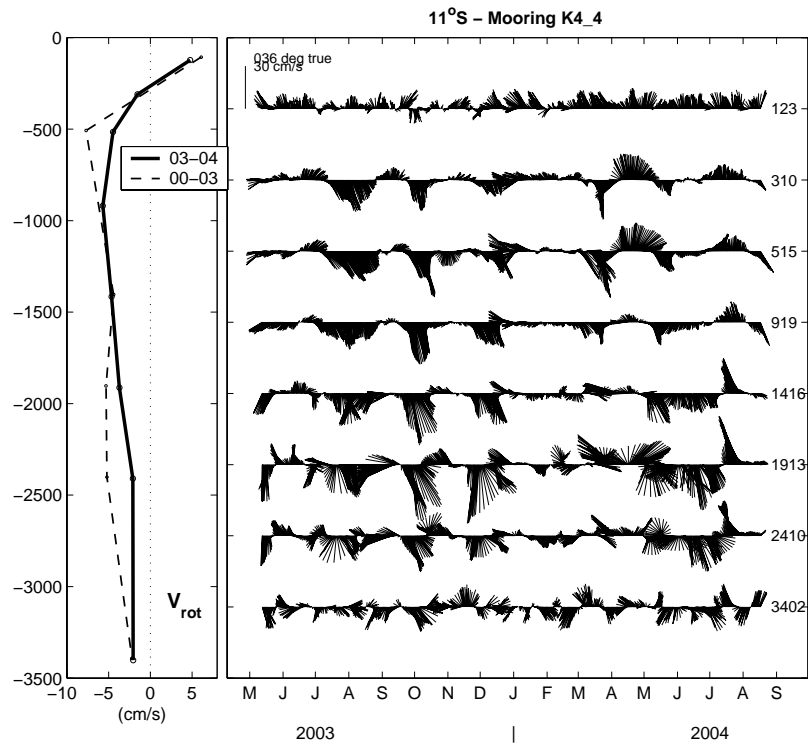 11°S − Mooring K4_4
0
−500
−1000
−1500
−2000
−2500
−3000
−3500
03−04
00−03
V_rot
−10 −5 0 5
(cm/s)
036 deg true
30 cm/s
123
310
515
919
1416
1913
2410
3402
M J J A S O N D J F M A M J J A S
2003 | 2004